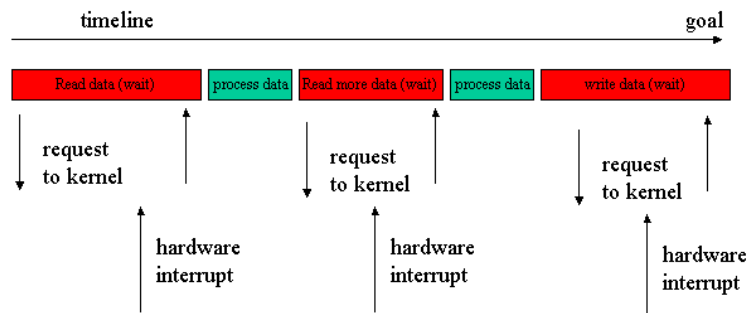 timeline
goal
Read data (wait)
process data
Read more data (wait)
process data
write data (wait)
request
to kernel
request
to kernel
request
to kernel
hardware
interrupt
hardware
interrupt
hardware
interrupt